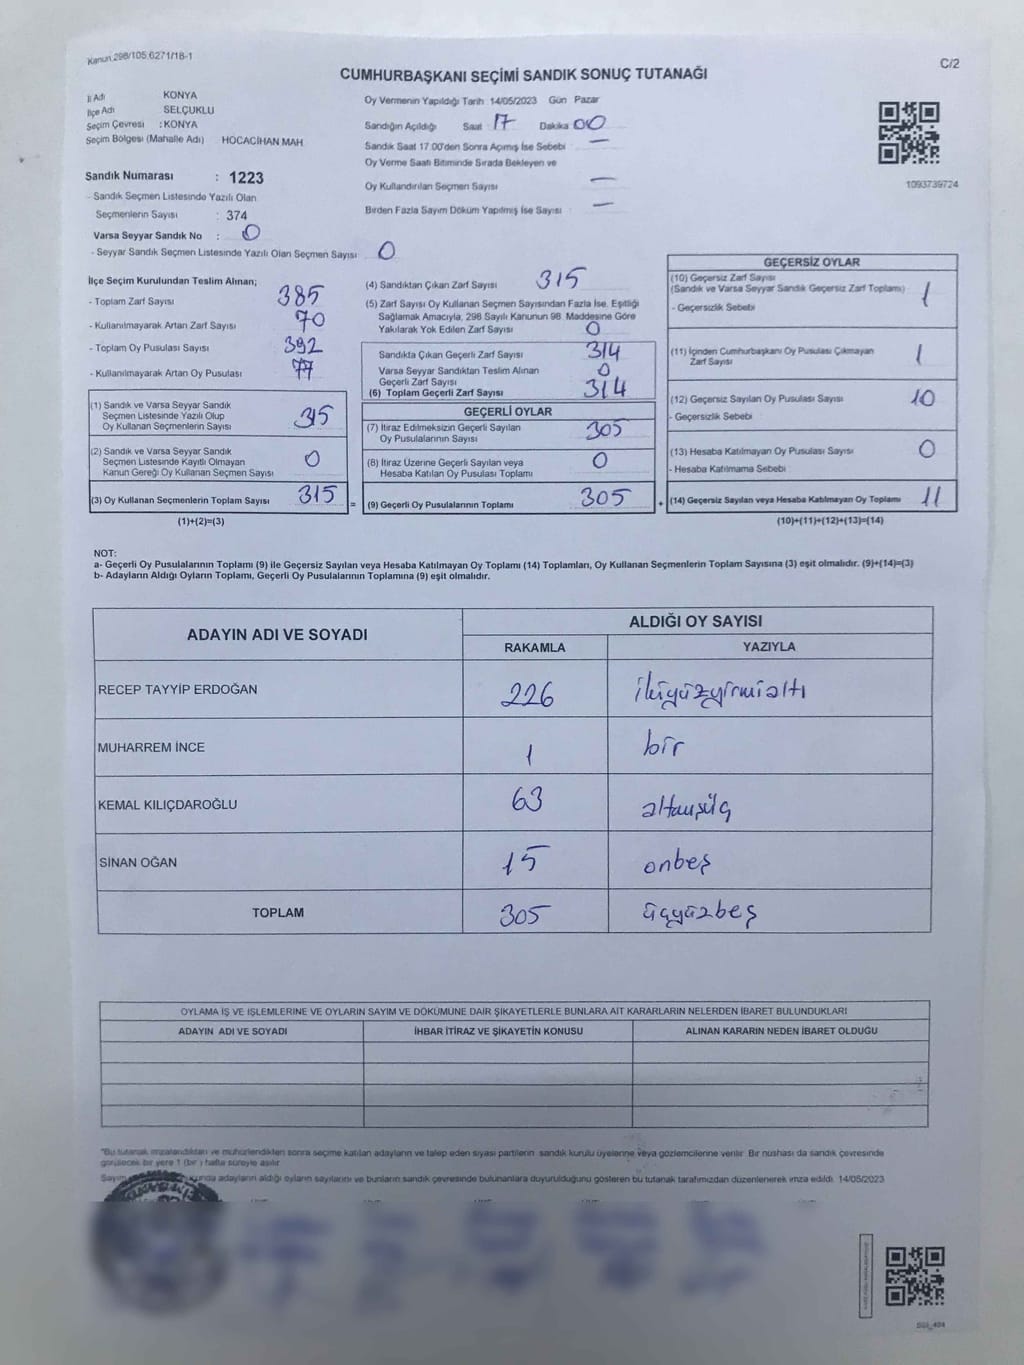 Kanun 298/105 6271/18-1
C/2
CUMHURBAŞKANI SEÇİMİ SANDIK SONUÇ TUTANAĞI
İl Adı KONYA
İlçe Adı SELÇUKLU
Seçim Çevresi : KONYA
Seçim Bölgesi (Mahalle Adı) HOCACİHAN MAH.
Sandık Numarası : 1223
- Sandık Seçmen Listesinde Yazılı Olan
Seçmenlerin Sayısı : 374
Varsa Seyyar Sandık No : 0
- Seyyar Sandık Seçmen Listesinde Yazılı Olan Seçmen Sayısı 0
Oy Vermenin Yapıldığı Tarih 14/05/2023 Gün Pazar
Sandığın Açıldığı Saat 17 Dakika 00
Sandık Saat 17:00'den Sonra Açımış İse Sebebi —
Oy Verme Saati Bitiminde Sırada Bekleyen ve
Oy Kullandırılan Seçmen Sayısı —
Birden Fazla Sayım Döküm Yapılmış İse Sayısı : —
1093739724
İlçe Seçim Kurulundan Teslim Alınan;
- Toplam Zarf Sayısı 385
- Kullanılmayarak Artan Zarf Sayısı 70
- Toplam Oy Pusulası Sayısı 392
- Kullanılmayarak Artan Oy Pusulası 77
(1) Sandık ve Varsa Seyyar Sandık
Seçmen Listesinde Yazılı Olup
Oy Kullanan Seçmenlerin Sayısı 315
(2) Sandık ve Varsa Seyyar Sandık
Seçmen Listesinde Kayıtlı Olmayan
Kanun Gereği Oy Kullanan Seçmen Sayısı 0
(3) Oy Kullanan Seçmenlerin Toplam Sayısı 315 =
(1)+(2)=(3)
(4) Sandıktan Çıkan Zarf Sayısı 315
(5) Zarf Sayısı Oy Kullanan Seçmen Sayısından Fazla İse, Eşitliği
Sağlamak Amacıyla, 298 Sayılı Kanunun 98. Maddesine Göre
Yakılarak Yok Edilen Zarf Sayısı 0
Sandıkta Çıkan Geçerli Zarf Sayısı 314
Varsa Seyyar Sandıktan Teslim Alınan
Geçerli Zarf Sayısı 0
(6) Toplam Geçerli Zarf Sayısı 314
GEÇERLİ OYLAR
(7) İtiraz Edilmeksizin Geçerli Sayılan
Oy Pusulalarının Sayısı 305
(8) İtiraz Üzerine Geçerli Sayılan veya
Hesaba Katılan Oy Pusulası Toplamı 0
(9) Geçerli Oy Pusulalarının Toplamı 305 +
GEÇERSİZ OYLAR
(10) Geçersiz Zarf Sayısı
(Sandık ve Varsa Seyyar Sandık Geçersiz Zarf Toplamı) 1
- Geçersizlik Sebebi
(11) İçinden Cumhurbaşkanı Oy Pusulası Çıkmayan
Zarf Sayısı 1
(12) Geçersiz Sayılan Oy Pusulası Sayısı 10
- Geçersizlik Sebebi
(13) Hesaba Katılmayan Oy Pusulası Sayısı 0
- Hesaba Katılmama Sebebi
(14) Geçersiz Sayılan veya Hesaba Katılmayan Oy Toplamı 11
(10)+(11)+(12)+(13)=(14)
NOT:
a- Geçerli Oy Pusulalarının Toplamı (9) ile Geçersiz Sayılan veya Hesaba Katılmayan Oy Toplamı (14) Toplamları, Oy Kullanan Seçmenlerin Toplam Sayısına (3) eşit olmalıdır. (9)+(14)=(3)
b- Adayların Aldığı Oyların Toplamı, Geçerli Oy Pusulalarının Toplamına (9) eşit olmalıdır.
ADAYIN ADI VE SOYADI ALDIĞI OY SAYISI
RAKAMLA YAZIYLA
RECEP TAYYİP ERDOĞAN 226 ikiyüzyirmialtı
MUHARREM İNCE 1 bir
KEMAL KILIÇDAROĞLU 63 altmışüç
SİNAN OĞAN 15 onbeş
TOPLAM 305 üçyüzbeş
OYLAMA İŞ VE İŞLEMLERİNE VE OYLARIN SAYIM VE DÖKÜMÜNE DAİR ŞİKAYETLERLE BUNLARA AİT KARARLARIN NELERDEN İBARET BULUNDUKLARI
ADAYIN ADI VE SOYADI İHBAR İTİRAZ VE ŞİKAYETİN KONUSU ALINAN KARARIN NEDEN İBARET OLDUĞU
"Bu tutanak imzalandıktan ve mühürlendikten sonra seçime katılan adayların ve talep eden siyasi partilerin sandık kurulu üyelerine veya gözlemcilerine verilir. Bir nüshası da sandık çevresinde
görülecek bir yere 1 (bir) hafta süreyle asılır
Sayım adayların aldığı oyların sayılarını ve bunların sandık çevresinde bulunanlara duyurulduğunu gösteren bu tutanak tarafımızdan düzenlenerek imza edildi. 14/05/2023